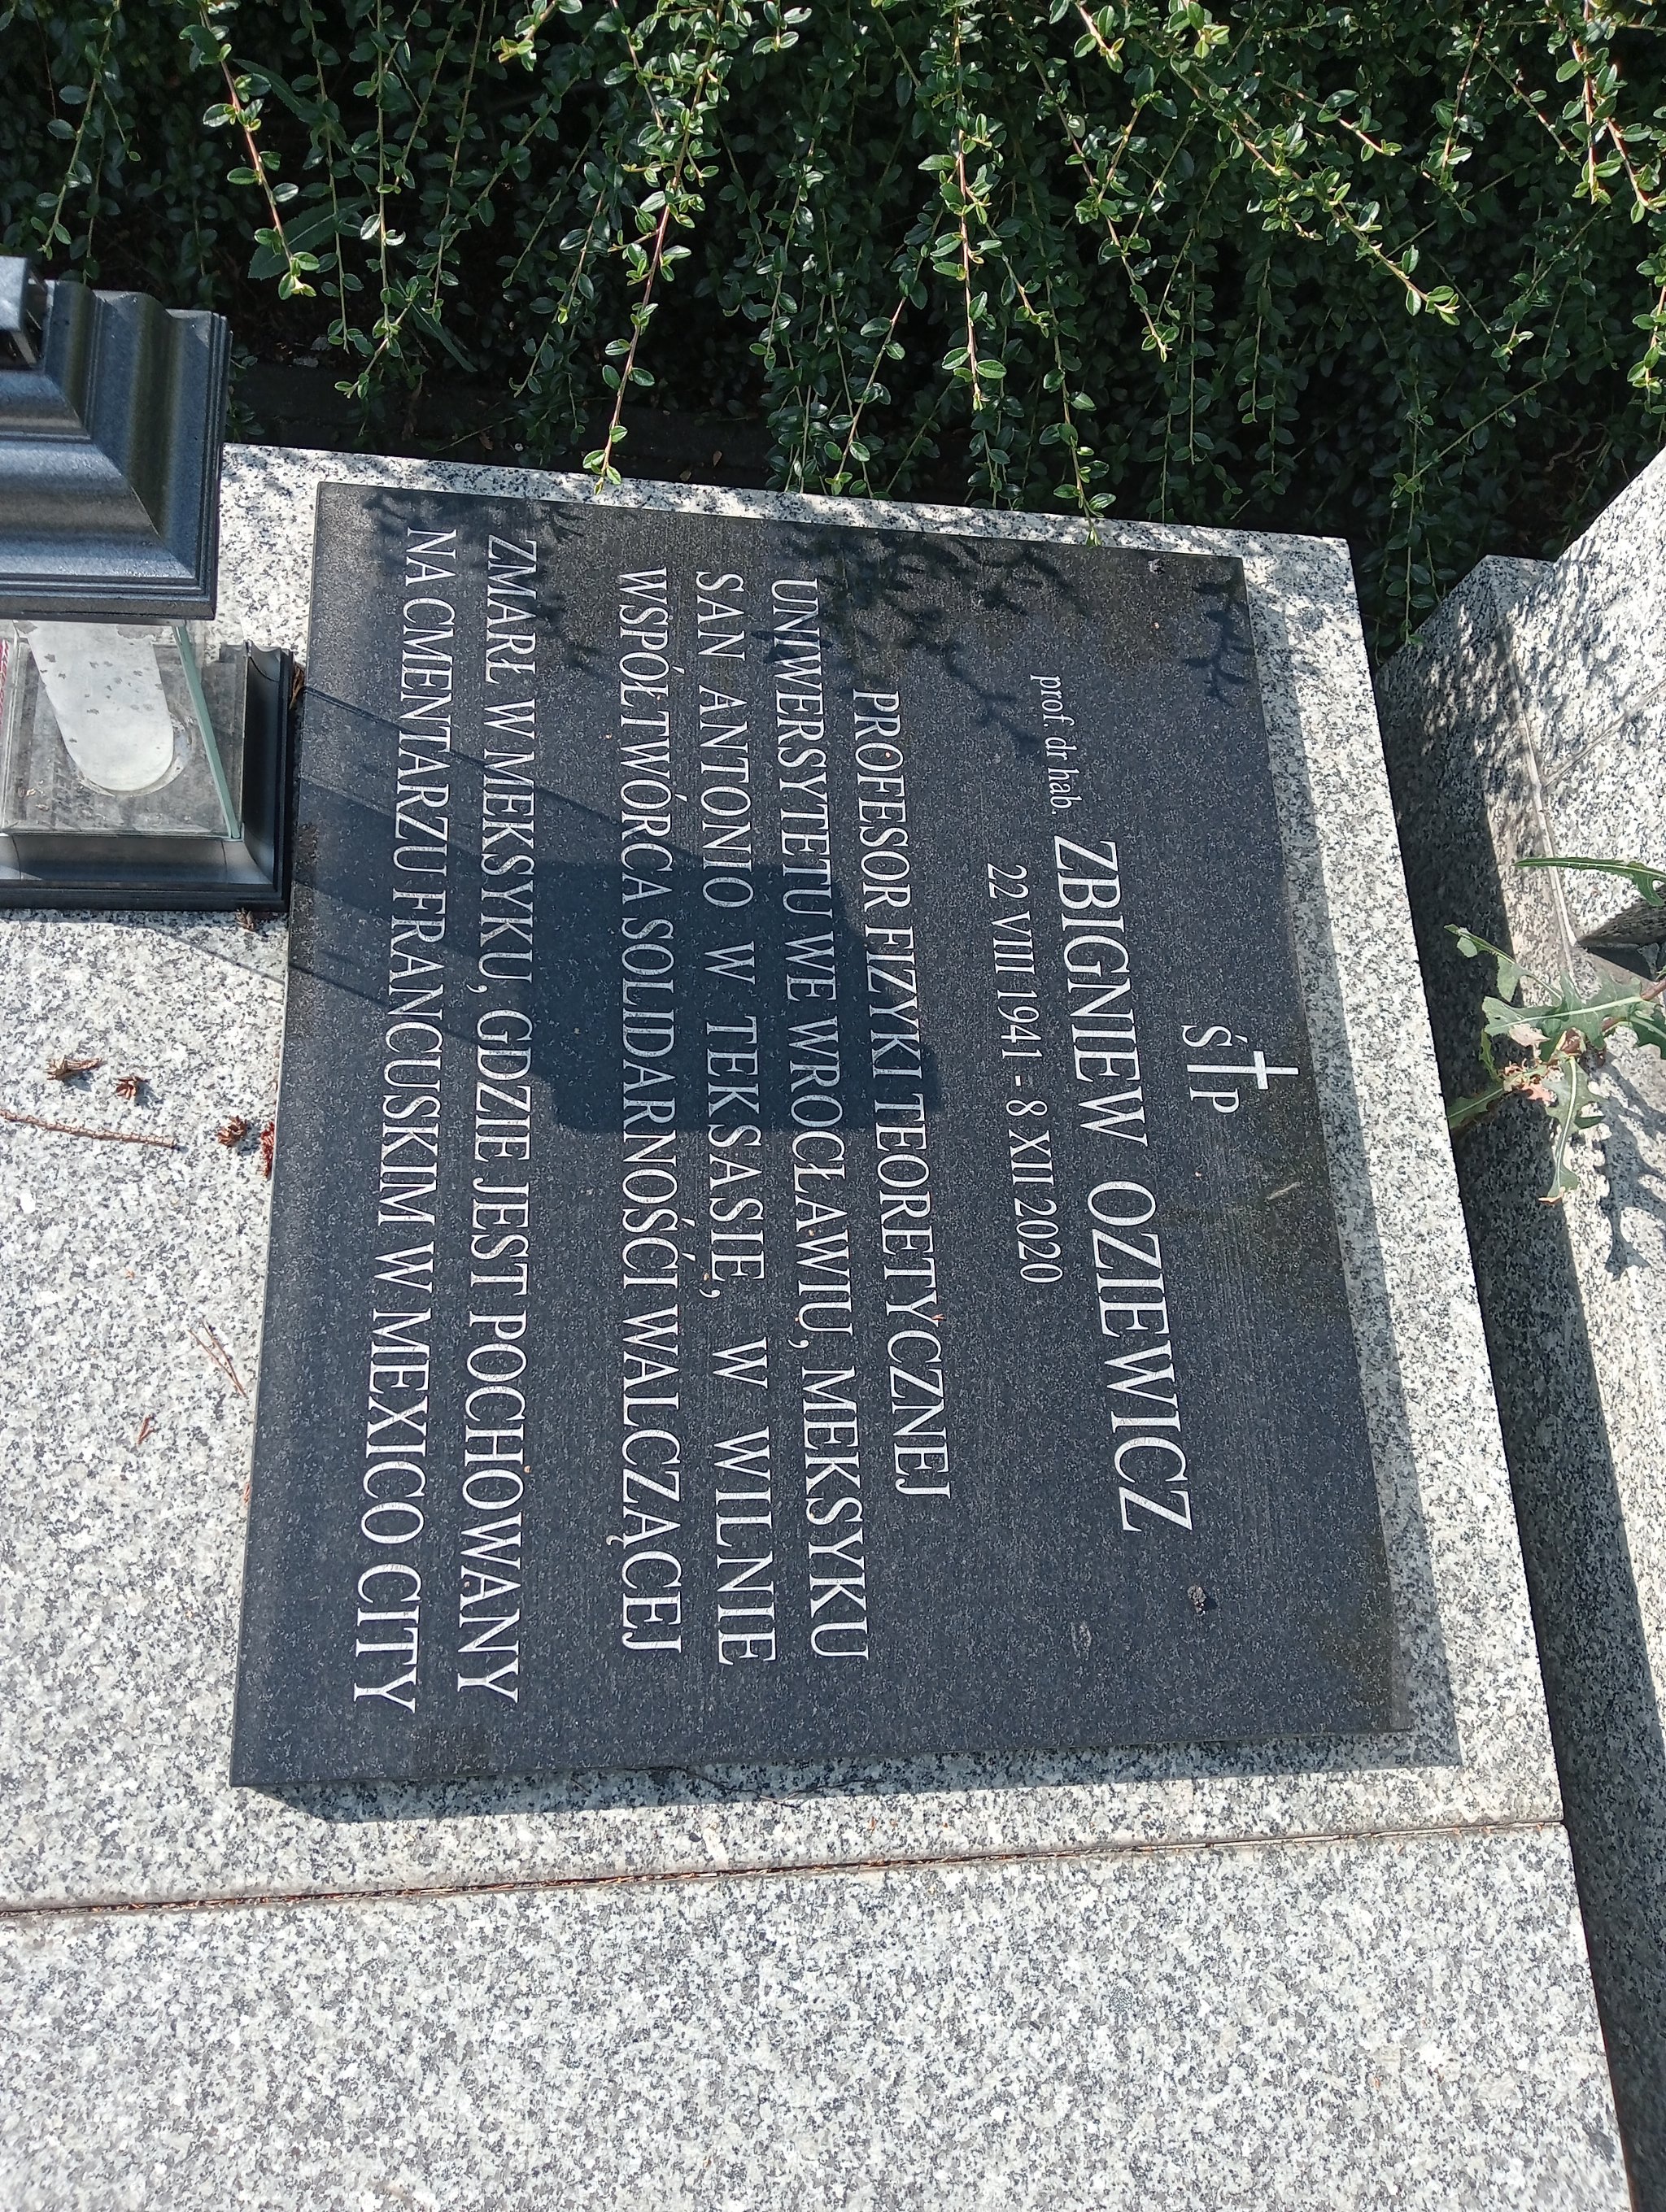 Ś†P
prof. dr hab. ZBIGNIEW OZIEWICZ
22 VIII 1941 - 8 XII 2020
PROFESOR FIZYKI TEORETYCZNEJ
UNIWERSYTETU WE WROCŁAWIU, MEKSYKU
SAN ANTONIO W TEKSASIE, W WILNIE
WSPÓŁTWÓRCA SOLIDARNOŚCI WALCZĄCEJ
ZMARŁ W MEKSYKU, GDZIE JEST POCHOWANY
NA CMENTARZU FRANCUSKIM W MEXICO CITY